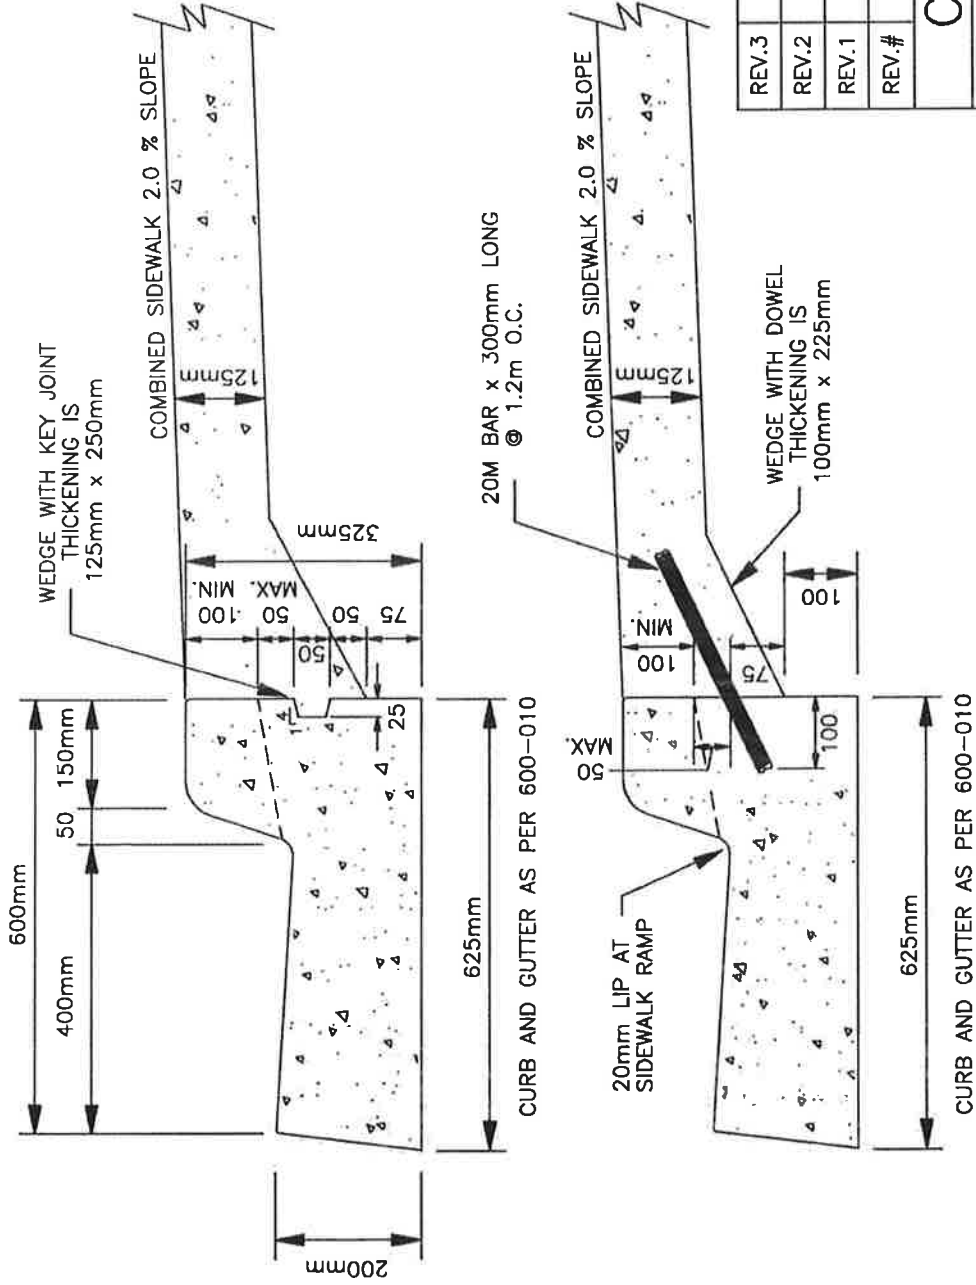 600mm
400mm
50
150mm
WEDGE WITH KEY JOINT
THICKENING IS
125mm x 250mm
COMBINED SIDEWALK 2.0 % SLOPE
125mm
325mm
100
MIN.
50
MAX.
50
50
75
25
200mm
625mm
CURB AND GUTTER AS PER 600-010
20M BAR x 300mm LONG
@ 1.2m O.C.
COMBINED SIDEWALK 2.0 % SLOPE
125mm
WEDGE WITH DOWEL
THICKENING IS
100mm x 225mm
100
MIN.
50
MAX.
75
100
100
20mm LIP AT
SIDEWALK RAMP
625mm
CURB AND GUTTER AS PER 600-010
REV.3
REV.2
REV.1
REV.#